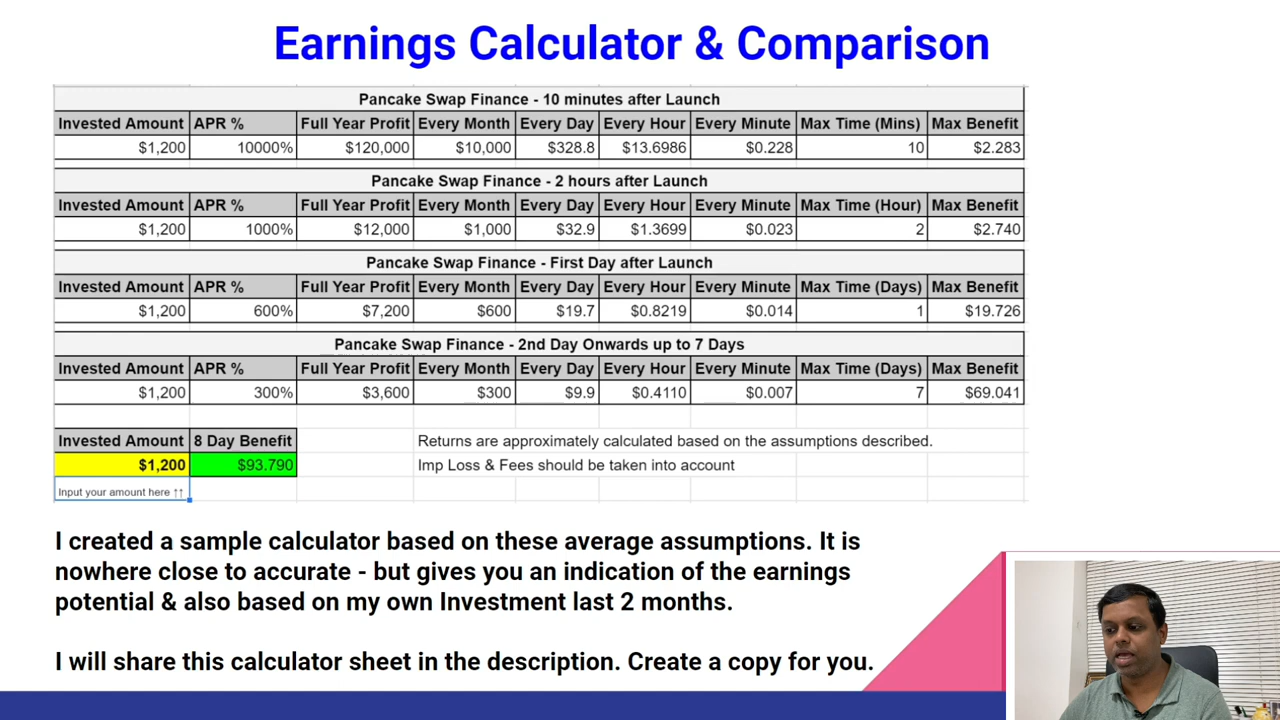 Earnings Calculator & Comparison
Pancake Swap Finance - 10 minutes after Launch
Invested Amount APR % Full Year Profit Every Month Every Day Every Hour Every Minute Max Time (Mins) Max Benefit
$1,200 10000% $120,000 $10,000 $328.8 $13.6986 $0.228 10 $2.283
Pancake Swap Finance - 2 hours after Launch
Invested Amount APR % Full Year Profit Every Month Every Day Every Hour Every Minute Max Time (Hour) Max Benefit
$1,200 1000% $12,000 $1,000 $32.9 $1.3699 $0.023 2 $2.740
Pancake Swap Finance - First Day after Launch
Invested Amount APR % Full Year Profit Every Month Every Day Every Hour Every Minute Max Time (Days) Max Benefit
$1,200 600% $7,200 $600 $19.7 $0.8219 $0.014 1 $19.726
Pancake Swap Finance - 2nd Day Onwards up to 7 Days
Invested Amount APR % Full Year Profit Every Month Every Day Every Hour Every Minute Max Time (Days) Max Benefit
$1,200 300% $3,600 $300 $9.9 $0.4110 $0.007 7 $69.041
Invested Amount 8 Day Benefit Returns are approximately calculated based on the assumptions described.
$1,200 $93.790 Imp Loss & Fees should be taken into account
Input your amount here ↑↑
I created a sample calculator based on these average assumptions. It is
nowhere close to accurate - but gives you an indication of the earnings
potential & also based on my own Investment last 2 months.
I will share this calculator sheet in the description. Create a copy for you.